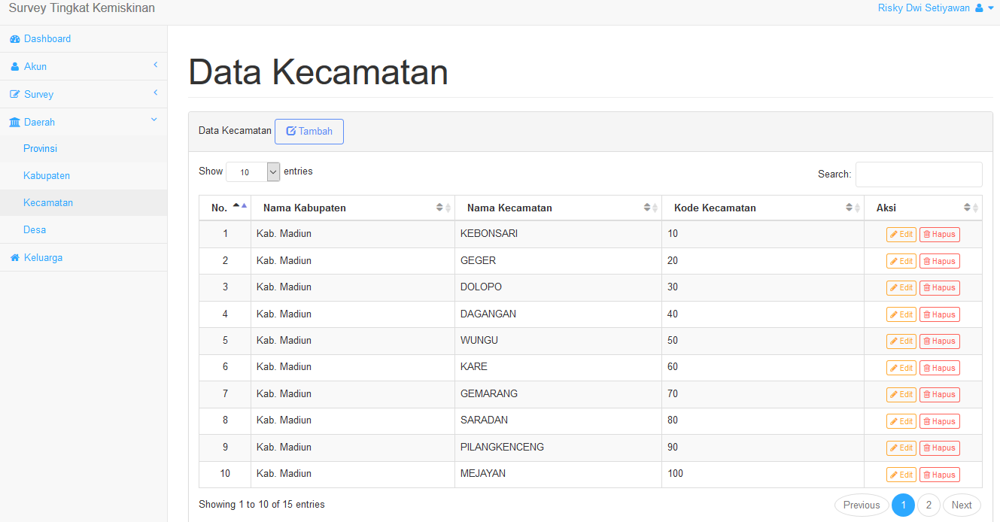 Survey Tingkat Kemiskinan
Risky Dwi Setiyawan
Dashboard
Akun
Survey
Daerah
Provinsi
Kabupaten
Kecamatan
Desa
Keluarga
Data Kecamatan
Data Kecamatan Tambah
Show 10 entries
Search:
No. Nama Kabupaten Nama Kecamatan Kode Kecamatan Aksi
1 Kab. Madiun KEBONSARI 10 Edit Hapus
2 Kab. Madiun GEGER 20 Edit Hapus
3 Kab. Madiun DOLOPO 30 Edit Hapus
4 Kab. Madiun DAGANGAN 40 Edit Hapus
5 Kab. Madiun WUNGU 50 Edit Hapus
6 Kab. Madiun KARE 60 Edit Hapus
7 Kab. Madiun GEMARANG 70 Edit Hapus
8 Kab. Madiun SARADAN 80 Edit Hapus
9 Kab. Madiun PILANGKENCENG 90 Edit Hapus
10 Kab. Madiun MEJAYAN 100 Edit Hapus
Showing 1 to 10 of 15 entries
Previous 1 2 Next